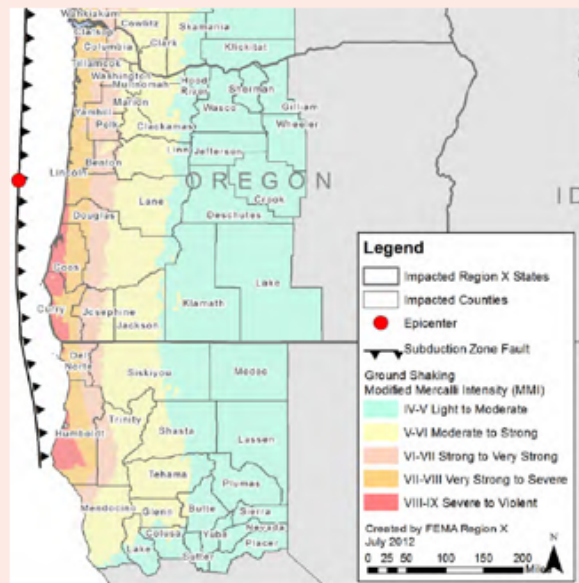 Wahkiakum
Cowlitz
Skamania
Clatsop
Columbia
Clark
Klickitat
Tillamook
Washington
Multnomah
Hood
River
Sherman
Gilliam
Yamhill
Marion
Wasco
Polk
Clackamas
Wheeler
Linn
Jefferson
Benton
Lincoln
OREGON
ID
Lane
Crook
Deschutes
Douglas
Coos
Lake
Klamath
Curry
Josephine
Jackson
Del
Norte
Siskiyou
Modoc
Trinity
Humboldt
Shasta
Lassen
Tehama
Plumas
Mendocino
Glenn
Butte
Sierra
Lake
Colusa
Yuba
Nevada
Sutter
Placer
Legend
Impacted Region X States
Impacted Counties
Epicenter
Subduction Zone Fault
Ground Shaking
Modified Mercalli Intensity (MMI)
IV-V Light to Moderate
V-VI Moderate to Strong
VI-VII Strong to Very Strong
VII-VIII Very Strong to Severe
VIII-IX Severe to Violent
Created by FEMA Region X
July 2012
N
0 25 50 100 150 200
Miles